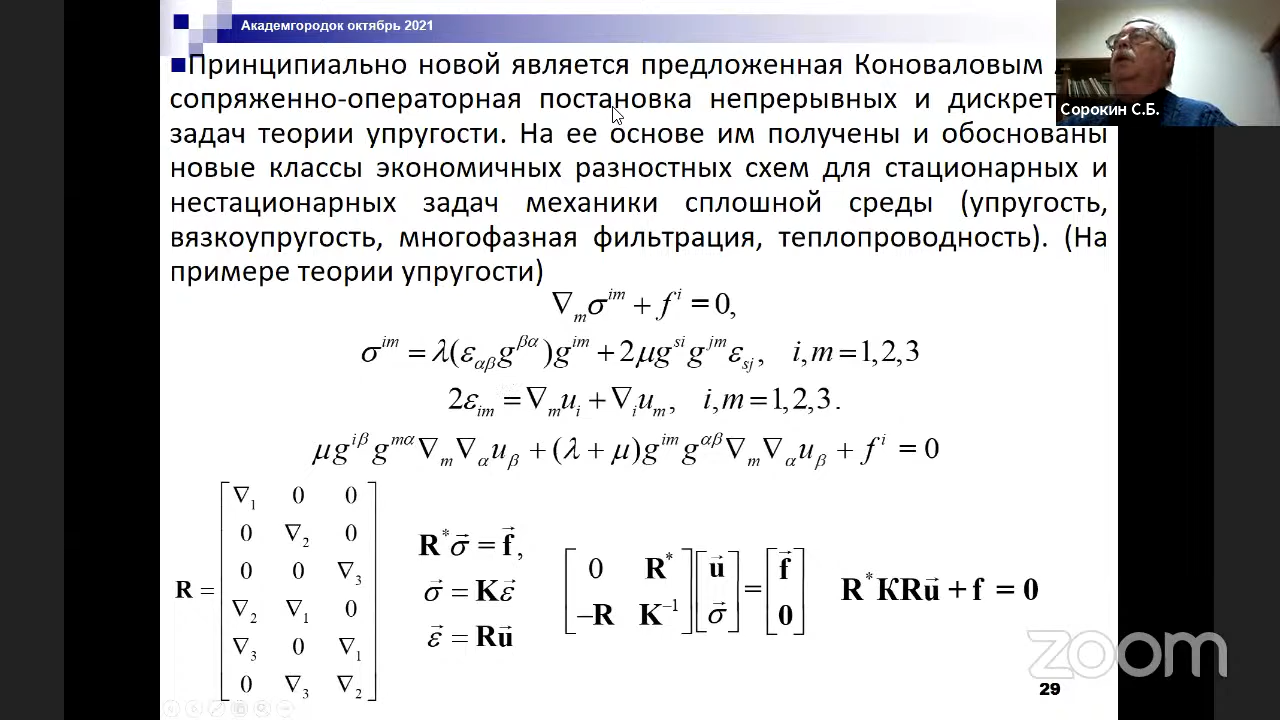 Академгородок октябрь 2021
Принципиально новой является предложенная Коноваловым
сопряженно-операторная постановка непрерывных и
задач теории упругости. На ее основе им получены и обоснованы
новые классы экономичных разностных схем для стационарных и
нестационарных задач механики сплошной среды (упругость,
вязкоупругость, многофазная фильтрация, теплопроводность). (На
примере теории упругости)
∇_m σ^{im} + f^i = 0,
σ^{im} = λ(ε_{αβ} g^{βα})g^{im} + 2μg^{si} g^{jm} ε_{sj}, i,m = 1,2,3
2ε_{im} = ∇_m u_i + ∇_i u_m, i,m = 1,2,3.
μg^{iβ} g^{mα} ∇_m ∇_α u_β + (λ + μ)g^{im} g^{αβ} ∇_m ∇_α u_β + f^i = 0
R =
∇_1 0 0
0 ∇_2 0
0 0 ∇_3
∇_2 ∇_1 0
∇_3 0 ∇_1
0 ∇_3 ∇_2
R^*σ⃗ = f⃗,
σ⃗ = Kε⃗
ε⃗ = Ru⃗
[0 R^*] [u⃗] = [f⃗]
[–R K^{–1}] [σ⃗] [0]
R^*KRu⃗ + f = 0
Сорокин С.Б.
zoom
29